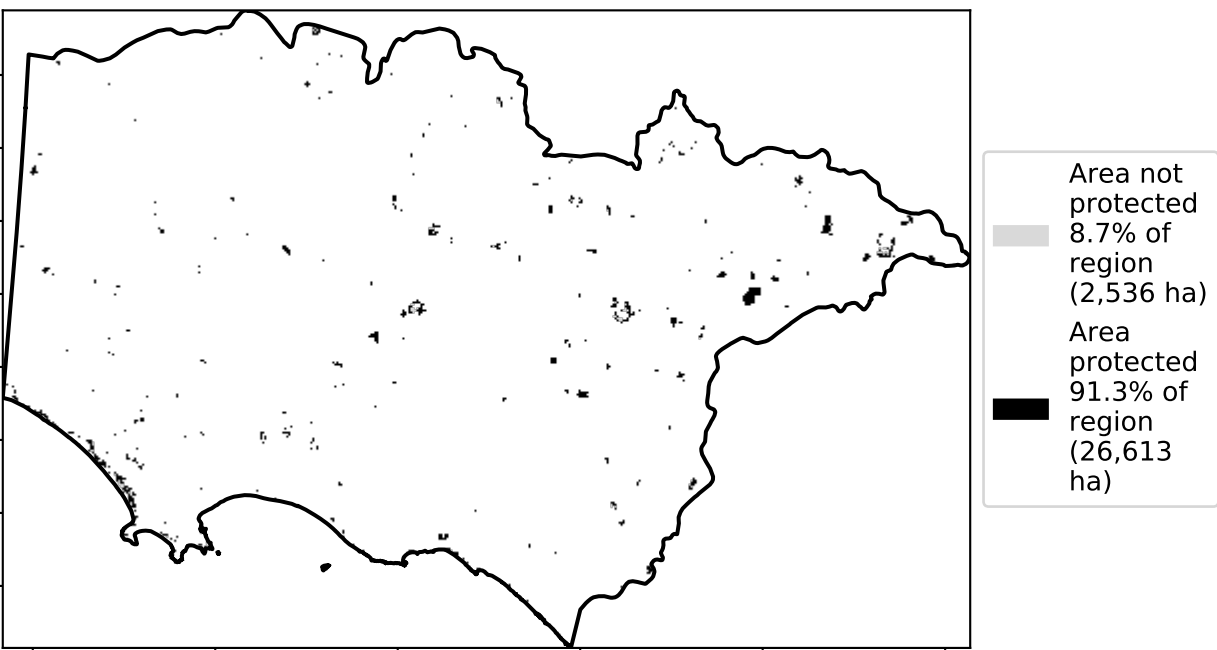 Area not
protected
8.7% of
region
(2,536 ha)
Area
protected
91.3% of
region
(26,613
ha)